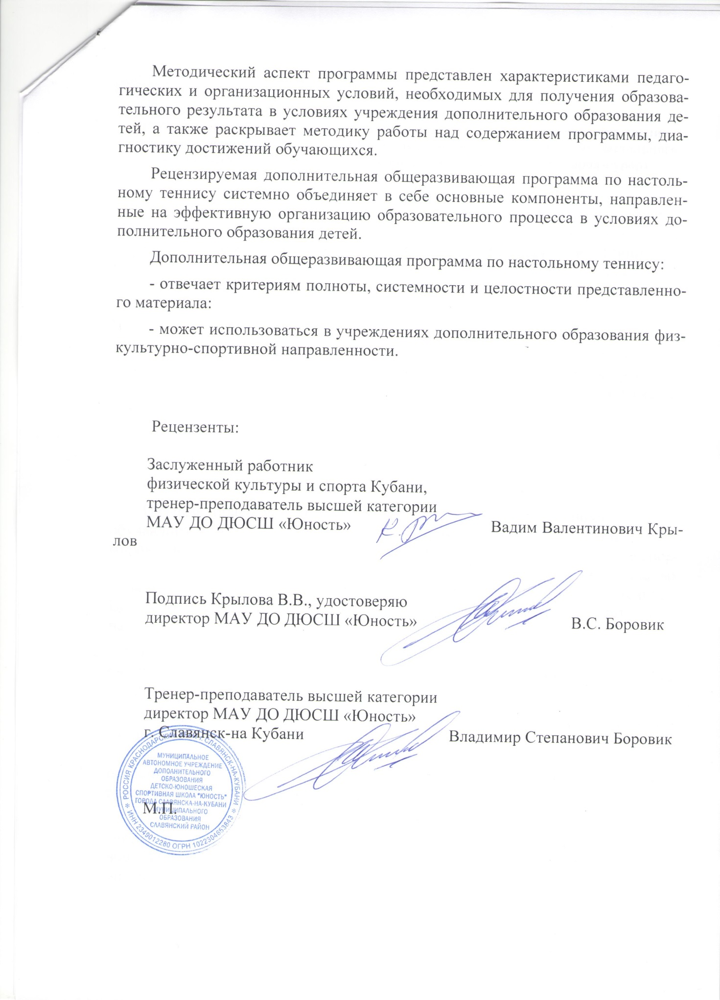 Методический аспект программы представлен характеристиками педаго-
гических и организационных условий, необходимых для получения образова-
тельного результата в условиях учреждения дополнительного образования де-
тей, а также раскрывает методику работы над содержанием программы, диа-
гностику достижений обучающихся.
Рецензируемая дополнительная общеразвивающая программа по настоль-
ному теннису системно объединяет в себе основные компоненты, направлен-
ные на эффективную организацию образовательного процесса в условиях до-
полнительного образования детей.
Дополнительная общеразвивающая программа по настольному теннису:
- отвечает критериям полноты, системности и целостности представленно-
го материала:
- может использоваться в учреждениях дополнительного образования физ-
культурно-спортивной направленности.
Рецензенты:
Заслуженный работник
физической культуры и спорта Кубани,
тренер-преподаватель высшей категории
МАУ ДО ДЮСШ «Юность» Вадим Валентинович Кры-
лов
Подпись Крылова В.В., удостоверяю
директор МАУ ДО ДЮСШ «Юность» В.С. Боровик
Тренер-преподаватель высшей категории
директор МАУ ДО ДЮСШ «Юность»
г. Славянск-на Кубани Владимир Степанович Боровик
М.П.
РОССИЯ КРАСНОДАРСКИЙ КРАЙ Г. СЛАВЯНСК-НА-КУБАНИ
ИНН 2349012280 ОГРН 1022304653843
МУНИЦИПАЛЬНОЕ
АВТОНОМНОЕ УЧРЕЖДЕНИЕ
ДОПОЛНИТЕЛЬНОГО
ОБРАЗОВАНИЯ
ДЕТСКО-ЮНОШЕСКАЯ
СПОРТИВНАЯ ШКОЛА "ЮНОСТЬ"
ГОРОДА СЛАВЯНСКА-НА-КУБАНИ
МУНИЦИПАЛЬНОГО
ОБРАЗОВАНИЯ
СЛАВЯНСКИЙ РАЙОН